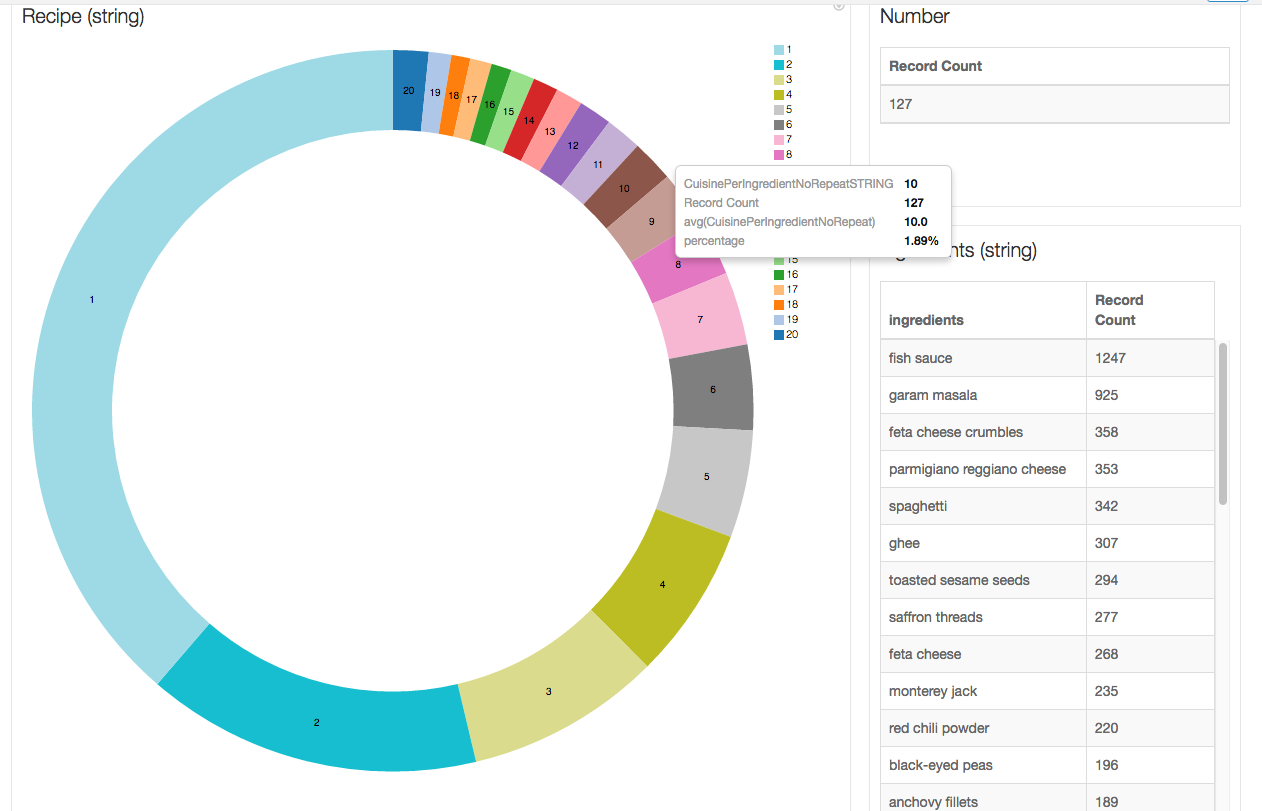 Recipe (string)
20
19
18
17
16
15
14
13
12
11
10
9
8
7
6
5
4
3
2
1
1
2
3
4
5
6
7
8
15
16
17
18
19
20
CuisinePerIngredientNoRepeatSTRING 10
Record Count 127
avg(CuisinePerIngredientNoRepeat) 10.0
percentage 1.89%
Number
Record Count
127
nts (string)
ingredients Record Count
fish sauce 1247
garam masala 925
feta cheese crumbles 358
parmigiano reggiano cheese 353
spaghetti 342
ghee 307
toasted sesame seeds 294
saffron threads 277
feta cheese 268
monterey jack 235
red chili powder 220
black-eyed peas 196
anchovy fillets 189